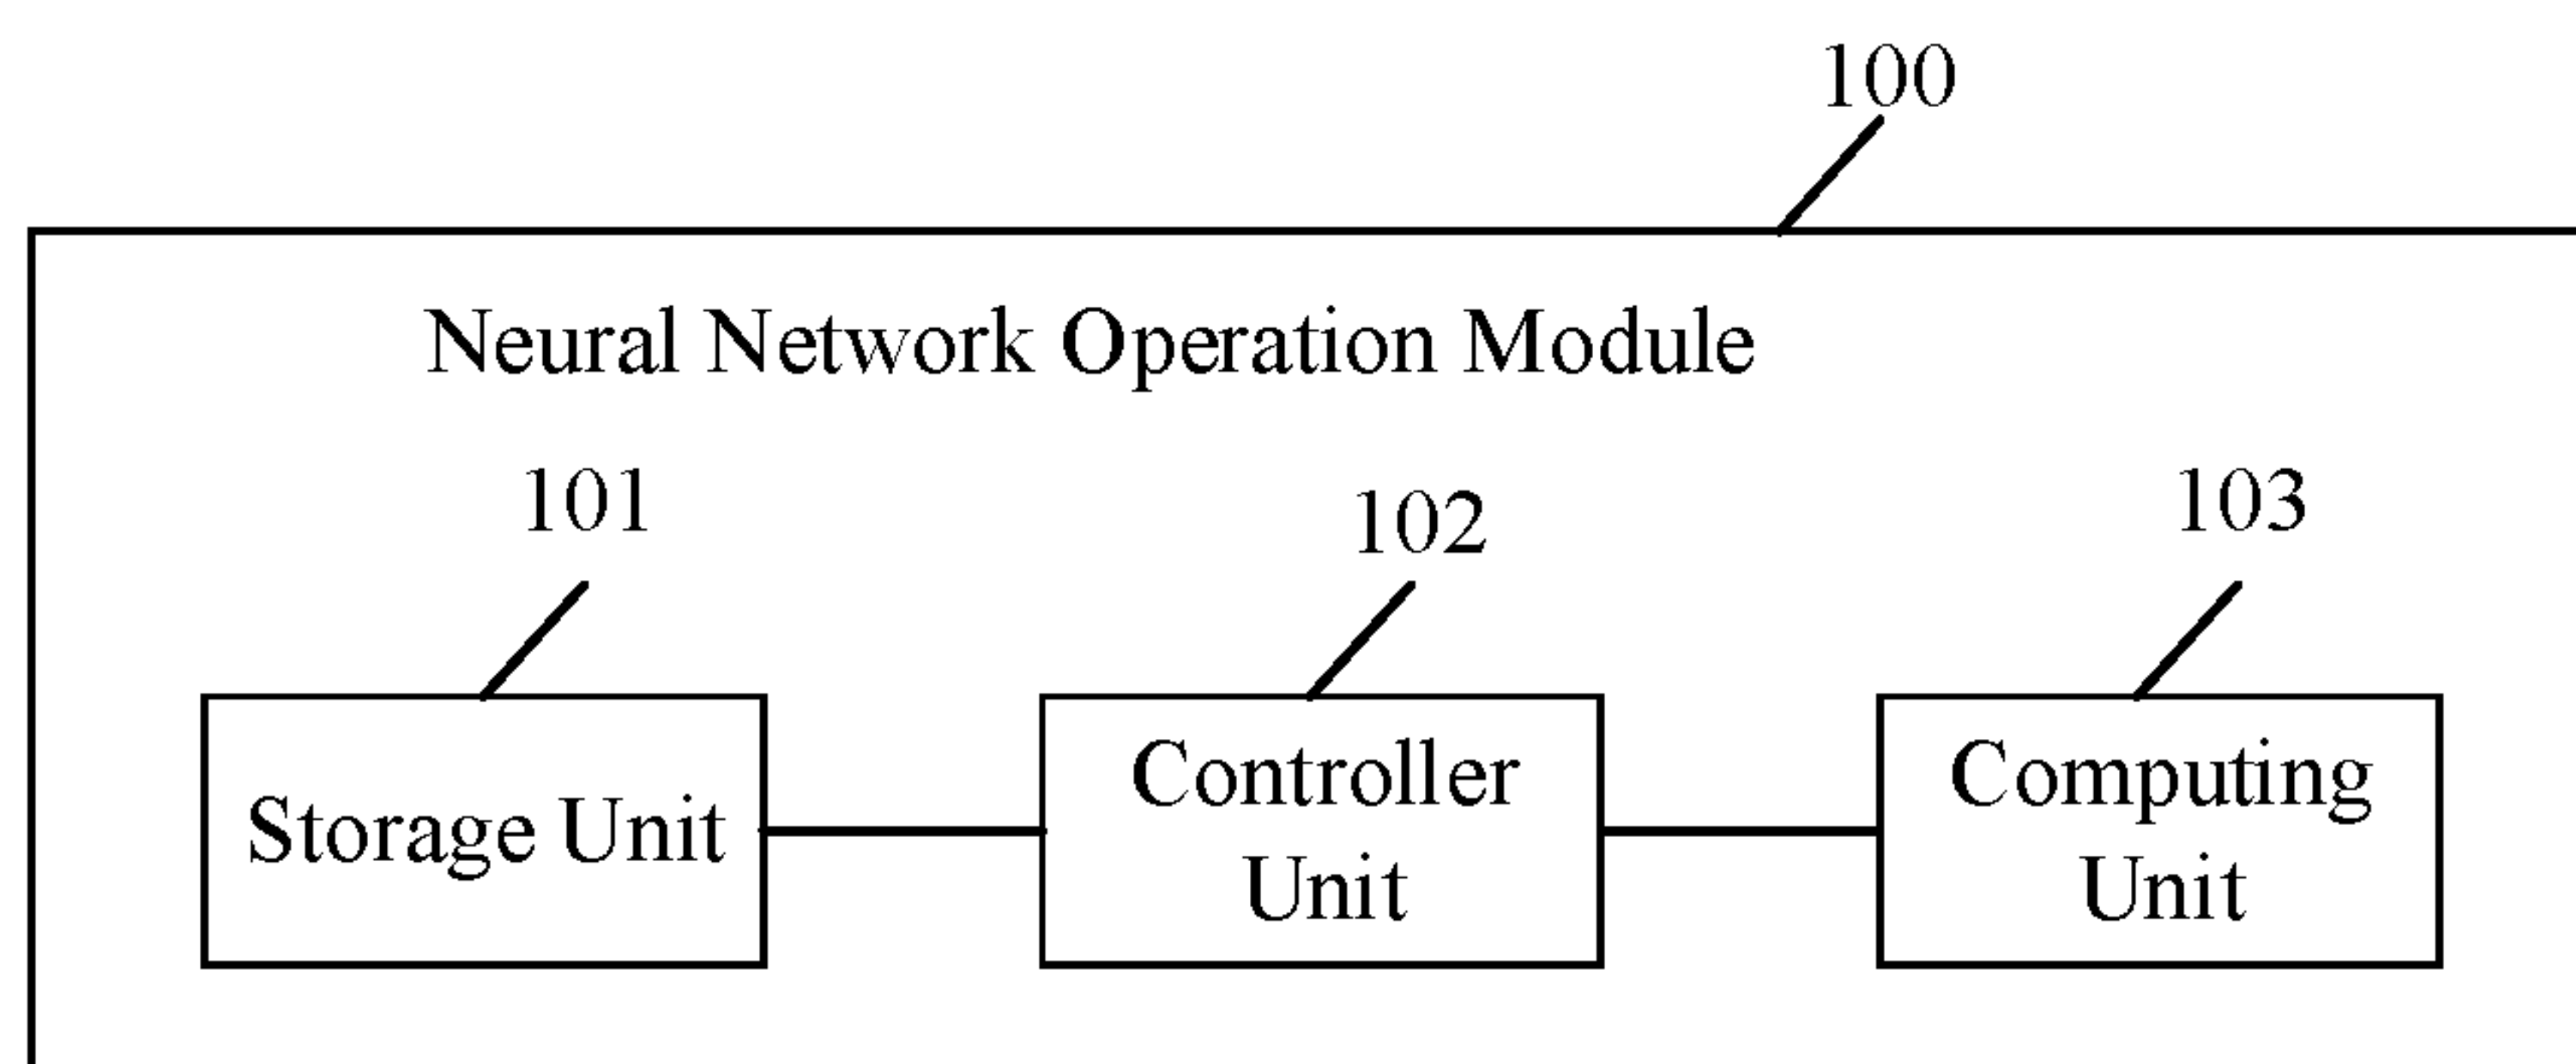 100
Neural Network Operation Module
101
102
103
Storage Unit
Controller
Unit
Computing
Unit